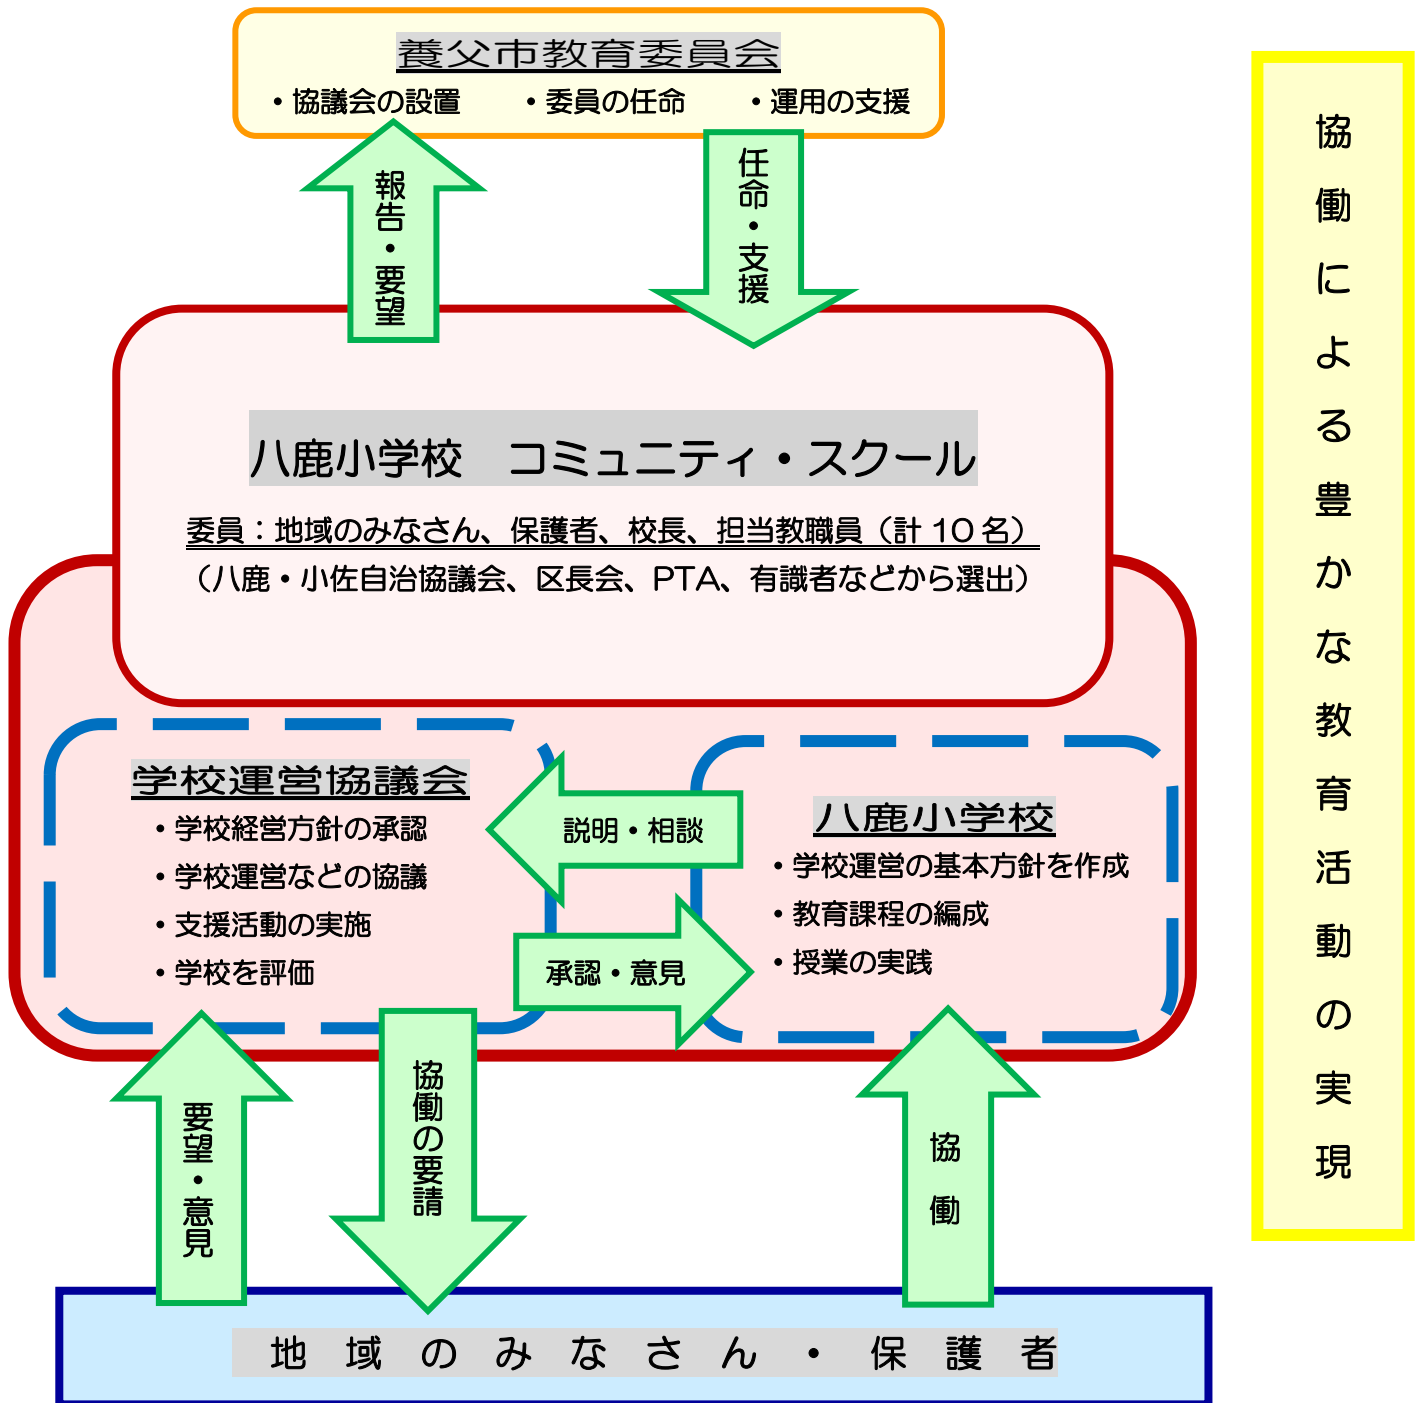 養父市教育委員会
・協議会の設置　・委員の任命　・運用の支援
報告・要望
任命・支援
八鹿小学校　コミュニティ・スクール
委員：地域のみなさん、保護者、校長、担当教職員（計 10 名）
（八鹿・小佐自治協議会、区長会、PTA、有識者などから選出）
学校運営協議会
・学校経営方針の承認
・学校運営などの協議
・支援活動の実施
・学校を評価
説明・相談
承認・意見
八鹿小学校
・学校運営の基本方針を作成
・教育課程の編成
・授業の実践
要望・意見
協働の要請
協働
地域のみなさん・保護者
協働による豊かな教育活動の実現